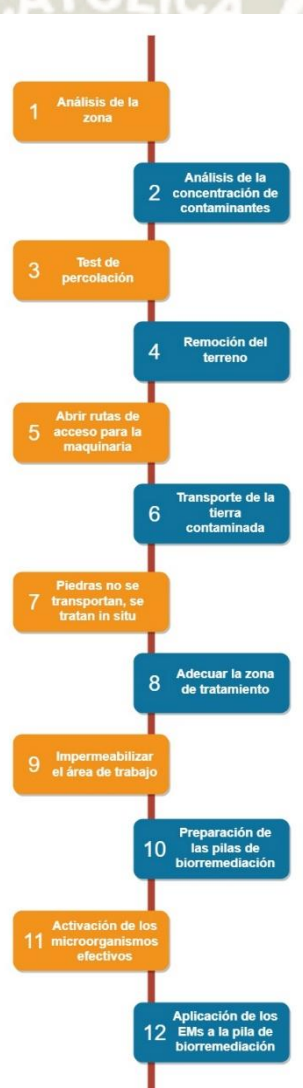 1 Análisis de la
zona
2 Análisis de la
concentración de
contaminantes
3 Test de
percolación
4 Remoción del
terreno
5 Abrir rutas de
acceso para la
maquinaria
6 Transporte de la
tierra
contaminada
7 Piedras no se
transportan, se
tratan in situ
8 Adecuar la zona
de tratamiento
9 Impermeabilizar
el área de trabajo
10 Preparación de
las pilas de
biorremediación
11 Activación de los
microorganismos
efectivos
12 Aplicación de los
EMs a la pila de
biorremediación